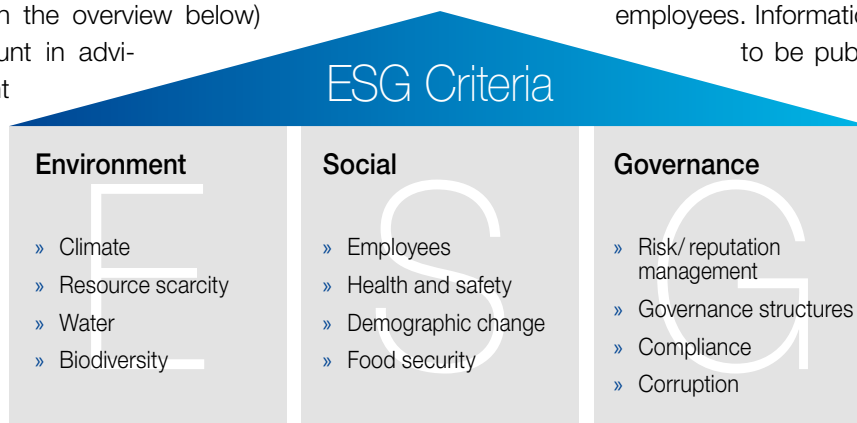 n the overview below)
unt in advi-
nt
employees. Informatio
to be pub
ESG Criteria
Environment
E
» Climate
» Resource scarcity
» Water
» Biodiversity
Social
S
» Employees
» Health and safety
» Demographic change
» Food security
Governance
G
» Risk/ reputation
management
» Governance structures
» Compliance
» Corruption